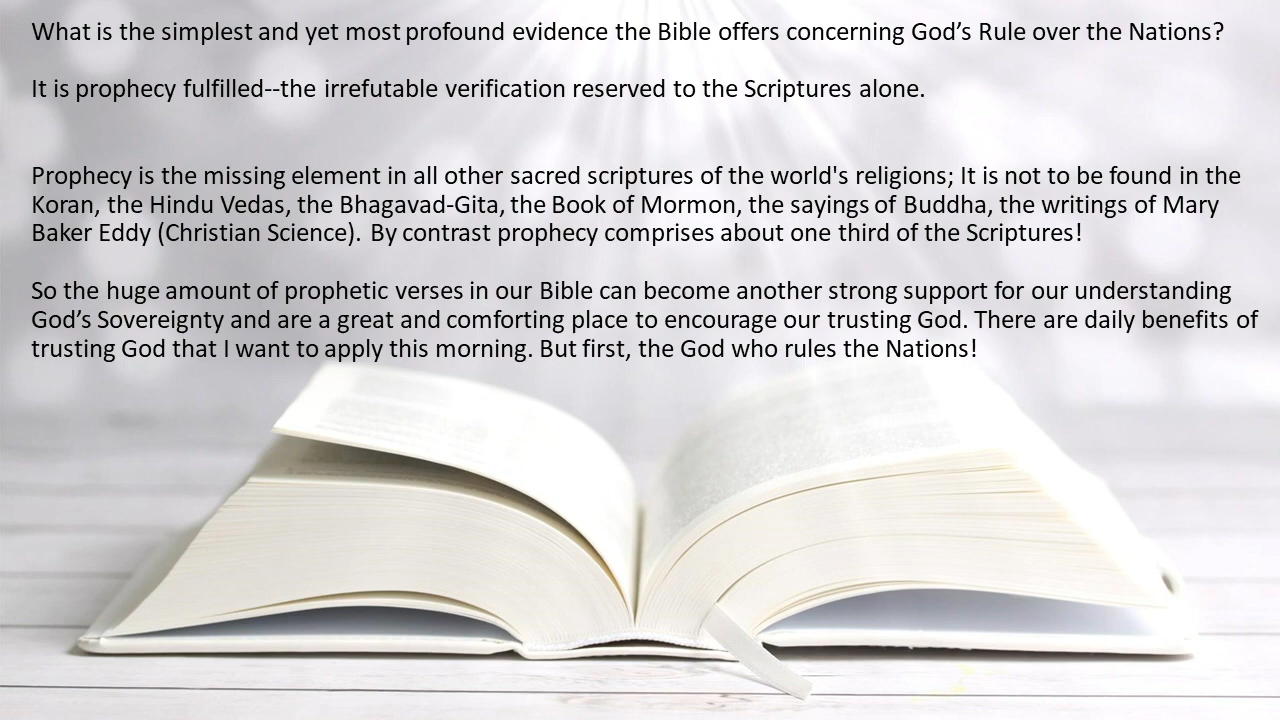 What is the simplest and yet most profound evidence the Bible offers concerning God’s Rule over the Nations?
It is prophecy fulfilled--the irrefutable verification reserved to the Scriptures alone.
Prophecy is the missing element in all other sacred scriptures of the world's religions; It is not to be found in the
Koran, the Hindu Vedas, the Bhagavad-Gita, the Book of Mormon, the sayings of Buddha, the writings of Mary
Baker Eddy (Christian Science). By contrast prophecy comprises about one third of the Scriptures!
So the huge amount of prophetic verses in our Bible can become another strong support for our understanding
God’s Sovereignty and are a great and comforting place to encourage our trusting God. There are daily benefits of
trusting God that I want to apply this morning. But first, the God who rules the Nations!